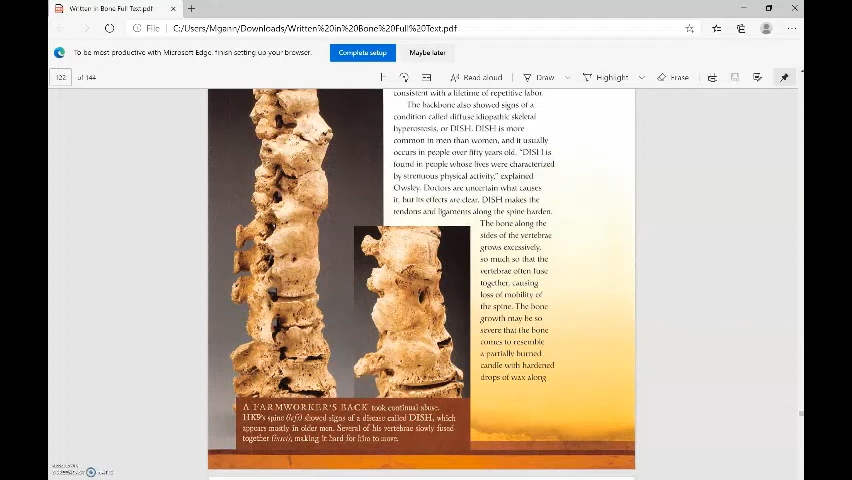 Written in Bone Full Text.pdf
File
C:/Users/Mgann/Downloads/Written%20in%20Bone%20Full%20Text.pdf
To be most productive with Microsoft Edge, finish setting up your browser.
Complete setup
Maybe later
122 of 144
Read aloud
Draw
Highlight
Erase
consistent with a lifetime of repetitive labor.
The backbone also showed signs of a
condition called diffuse idiopathic skeletal
hyperostosis, or DISH. DISH is more
common in men than women, and it usually
occurs in people over fifty years old. "DISH is
found in people whose lives were characterized
by strenuous physical activity," explained
Owsley. Doctors are uncertain what causes
it, but its effects are clear. DISH makes the
tendons and ligaments along the spine harden.
The bone along the
sides of the vertebrae
grows excessively,
so much so that the
vertebrae often fuse
together, causing
loss of mobility of
the spine. The bone
growth may be so
severe that the bone
comes to resemble
a partially burned
candle with hardened
drops of wax along
A FARMWORKER'S BACK took continual abuse.
HK9's spine (left) showed signs of a disease called DISH, which
appears mostly in older men. Several of his vertebrae slowly fused
together (inset), making it hard for him to move.